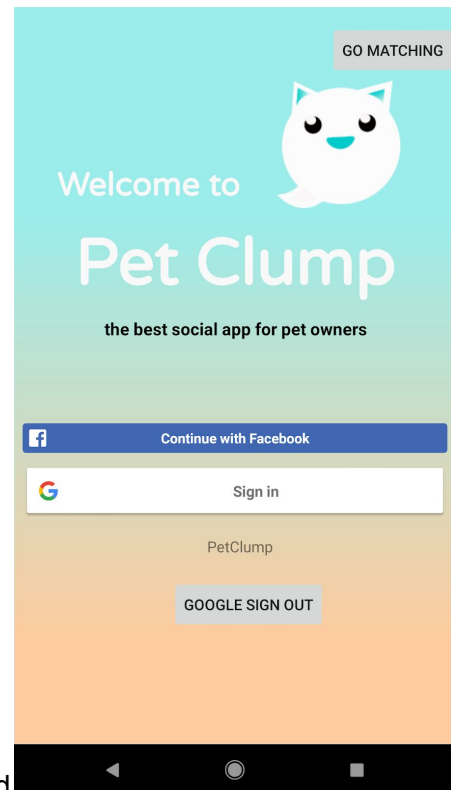 GO MATCHING
Welcome to
Pet Clump
the best social app for pet owners
Continue with Facebook
Sign in
PetClump
GOOGLE SIGN OUT